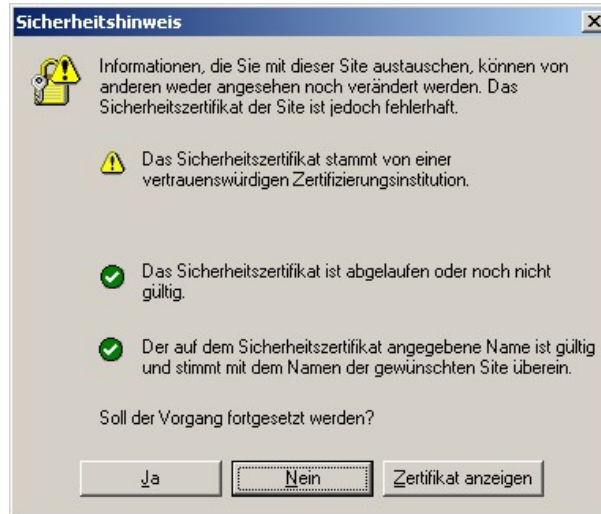 Sicherheitshinweis
Informationen, die Sie mit dieser Site austauschen, können von
anderen weder angesehen noch verändert werden. Das
Sicherheitszertifikat der Site ist jedoch fehlerhaft.
Das Sicherheitszertifikat stammt von einer
vertrauenswürdigen Zertifizierungsinstitution.
Das Sicherheitszertifikat ist abgelaufen oder noch nicht
gültig.
Der auf dem Sicherheitszertifikat angegebene Name ist gültig
und stimmt mit dem Namen der gewünschten Site überein.
Soll der Vorgang fortgesetzt werden?
Ja Nein Zertifikat anzeigen